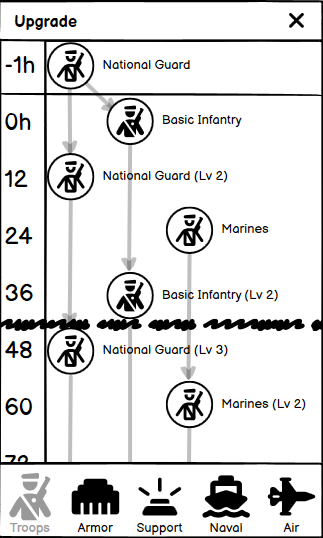 Upgrade
-1h National Guard
0h Basic Infantry
12 National Guard (Lv 2)
24 Marines
36 Basic Infantry (Lv 2)
48 National Guard (Lv 3)
60 Marines (Lv 2)
Troops Armor Support Naval Air